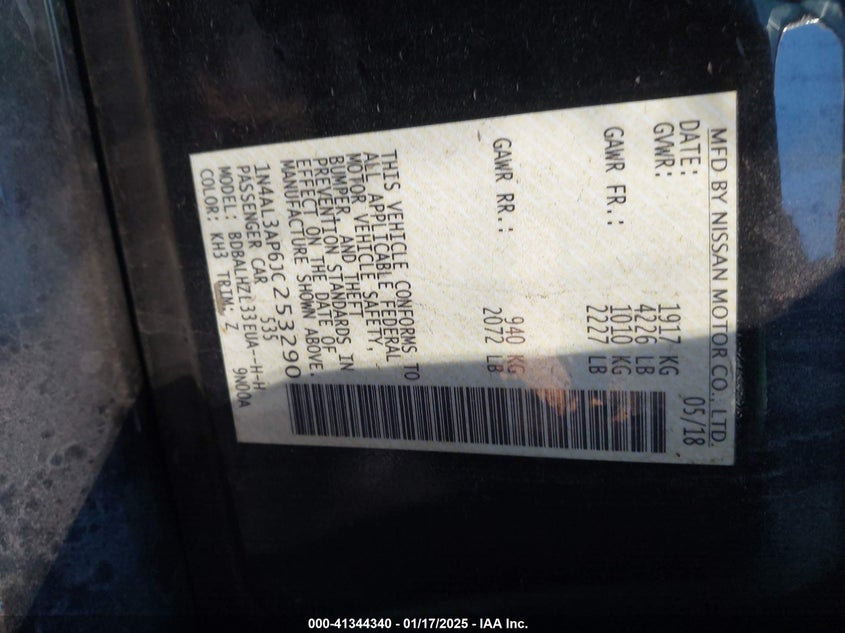 MFD BY NISSAN MOTOR CO., LTD.
DATE: 05/18
GVWR: 1917 KG
4226 LB
GAWR FR.: 1010 KG
2227 LB
GAWR RR.: 940 KG
2072 LB
THIS VEHICLE CONFORMS TO
ALL APPLICABLE FEDERAL
MOTOR VEHICLE SAFETY,
BUMPER, AND THEFT
PREVENTION STANDARDS IN
EFFECT ON THE DATE OF
MANUFACTURE SHOWN ABOVE.
1N4AL3AP6JC253290
PASSENGER CAR 535
MODEL: BDBALHZL33EUA--H-H
COLOR: KH3 TRIM: Z 9N00A
000-41344340 - 01/17/2025 - IAA Inc.